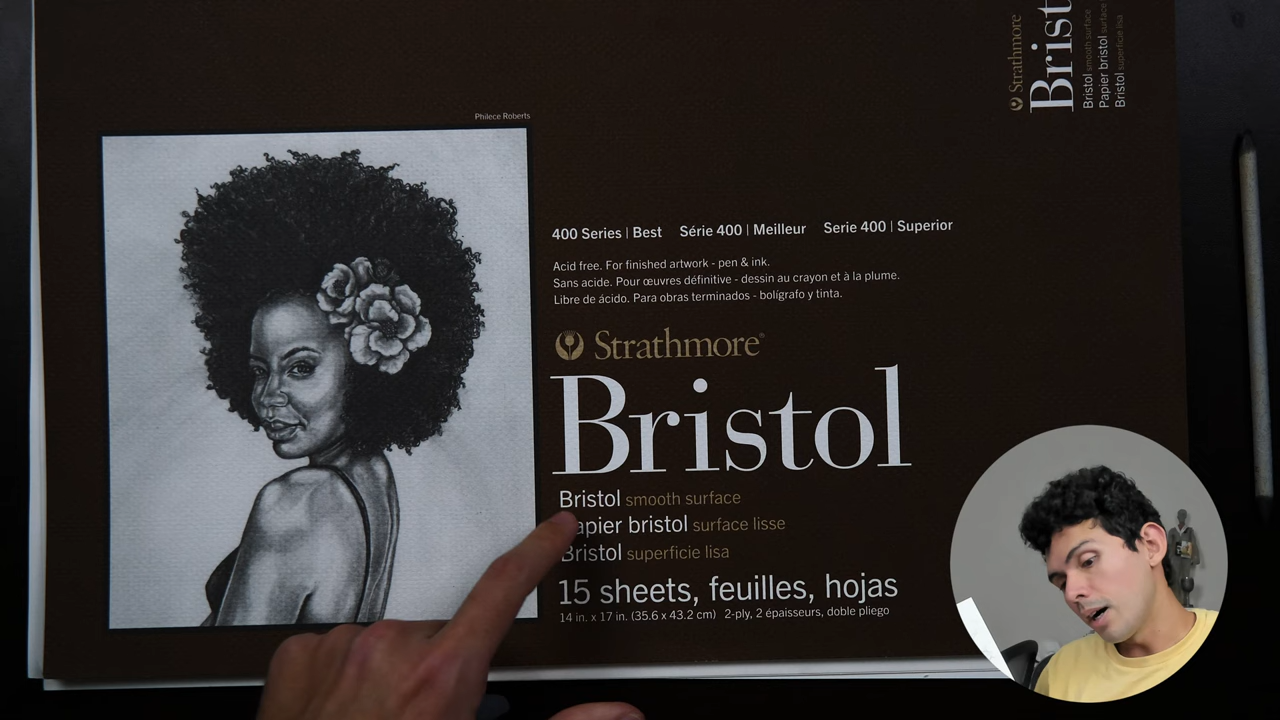 Strathmore
Brist
Bristol smooth surface
Papier bristol surface
Bristol superficie lisa
Philece Roberts
400 Series | Best Série 400 | Meilleur Serie 400 | Superior
Acid free. For finished artwork - pen & ink.
Sans acide. Pour œuvres définitive - dessin au crayon et à la plume.
Libre de ácido. Para obras terminados - bolígrafo y tinta.
Strathmore®
Bristol
Bristol smooth surface
apier bristol surface lisse
Bristol superficie lisa
15 sheets, feuilles, hojas
14 in. x 17 in. (35.6 x 43.2 cm) 2-ply, 2 épaisseurs, doble pliego